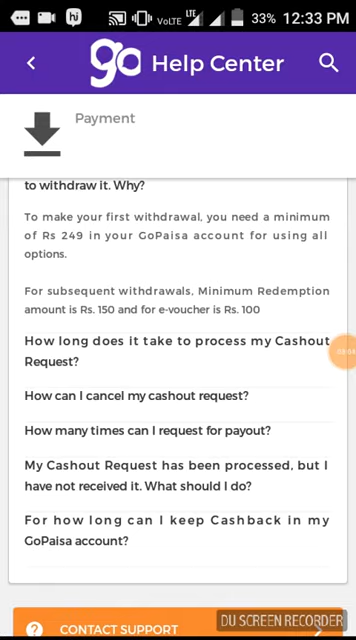 hi VoLTE LTE 33% 12:33 PM
go Help Center
Payment
to withdraw it. Why?
To make your first withdrawal, you need a minimum
of Rs 249 in your GoPaisa account for using all
options.
For subsequent withdrawals, Minimum Redemption
amount is Rs. 150 and for e-voucher is Rs. 100
How long does it take to process my Cashout
Request?
How can I cancel my cashout request?
How many times can I request for payout?
My Cashout Request has been processed, but I
have not received it. What should I do?
For how long can I keep Cashback in my
GoPaisa account?
CONTACT SUPPORT
DU SCREEN RECORDER